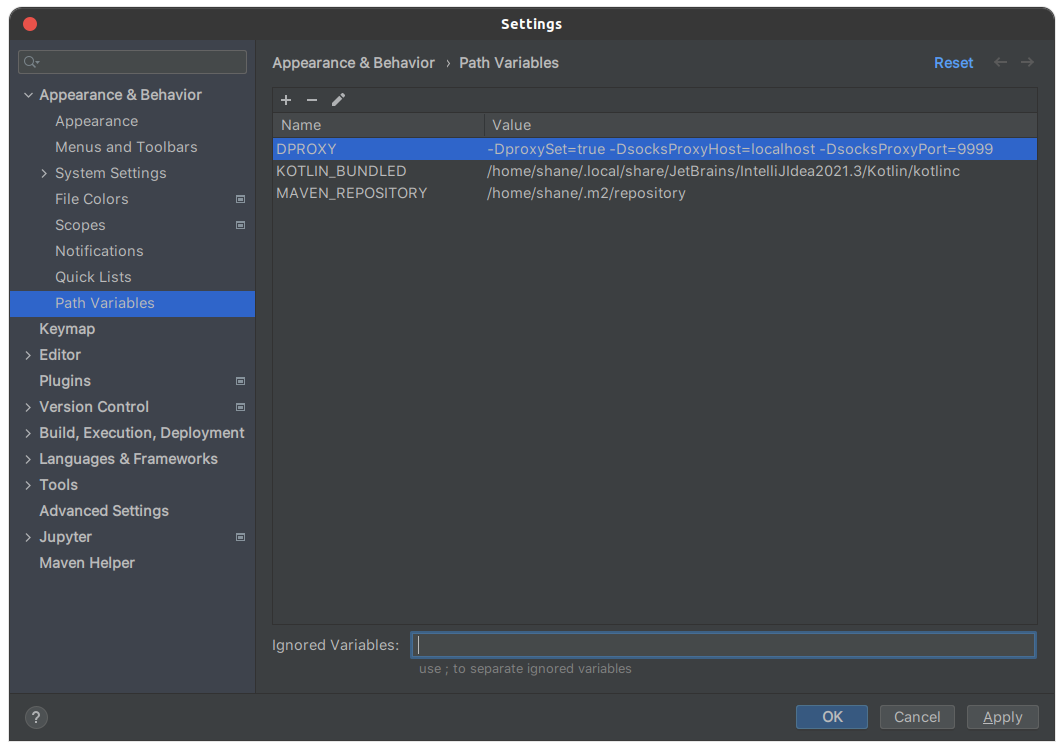 Settings
Appearance & Behavior
Appearance
Menus and Toolbars
System Settings
File Colors
Scopes
Notifications
Quick Lists
Path Variables
Keymap
Editor
Plugins
Version Control
Build, Execution, Deployment
Languages & Frameworks
Tools
Advanced Settings
Jupyter
Maven Helper
Appearance & Behavior › Path Variables Reset
Name Value
DPROXY -DproxySet=true -DsocksProxyHost=localhost -DsocksProxyPort=9999
KOTLIN_BUNDLED /home/shane/.local/share/JetBrains/IntelliJIdea2021.3/Kotlin/kotlinc
MAVEN_REPOSITORY /home/shane/.m2/repository
Ignored Variables:
use ; to separate ignored variables
? OK Cancel Apply